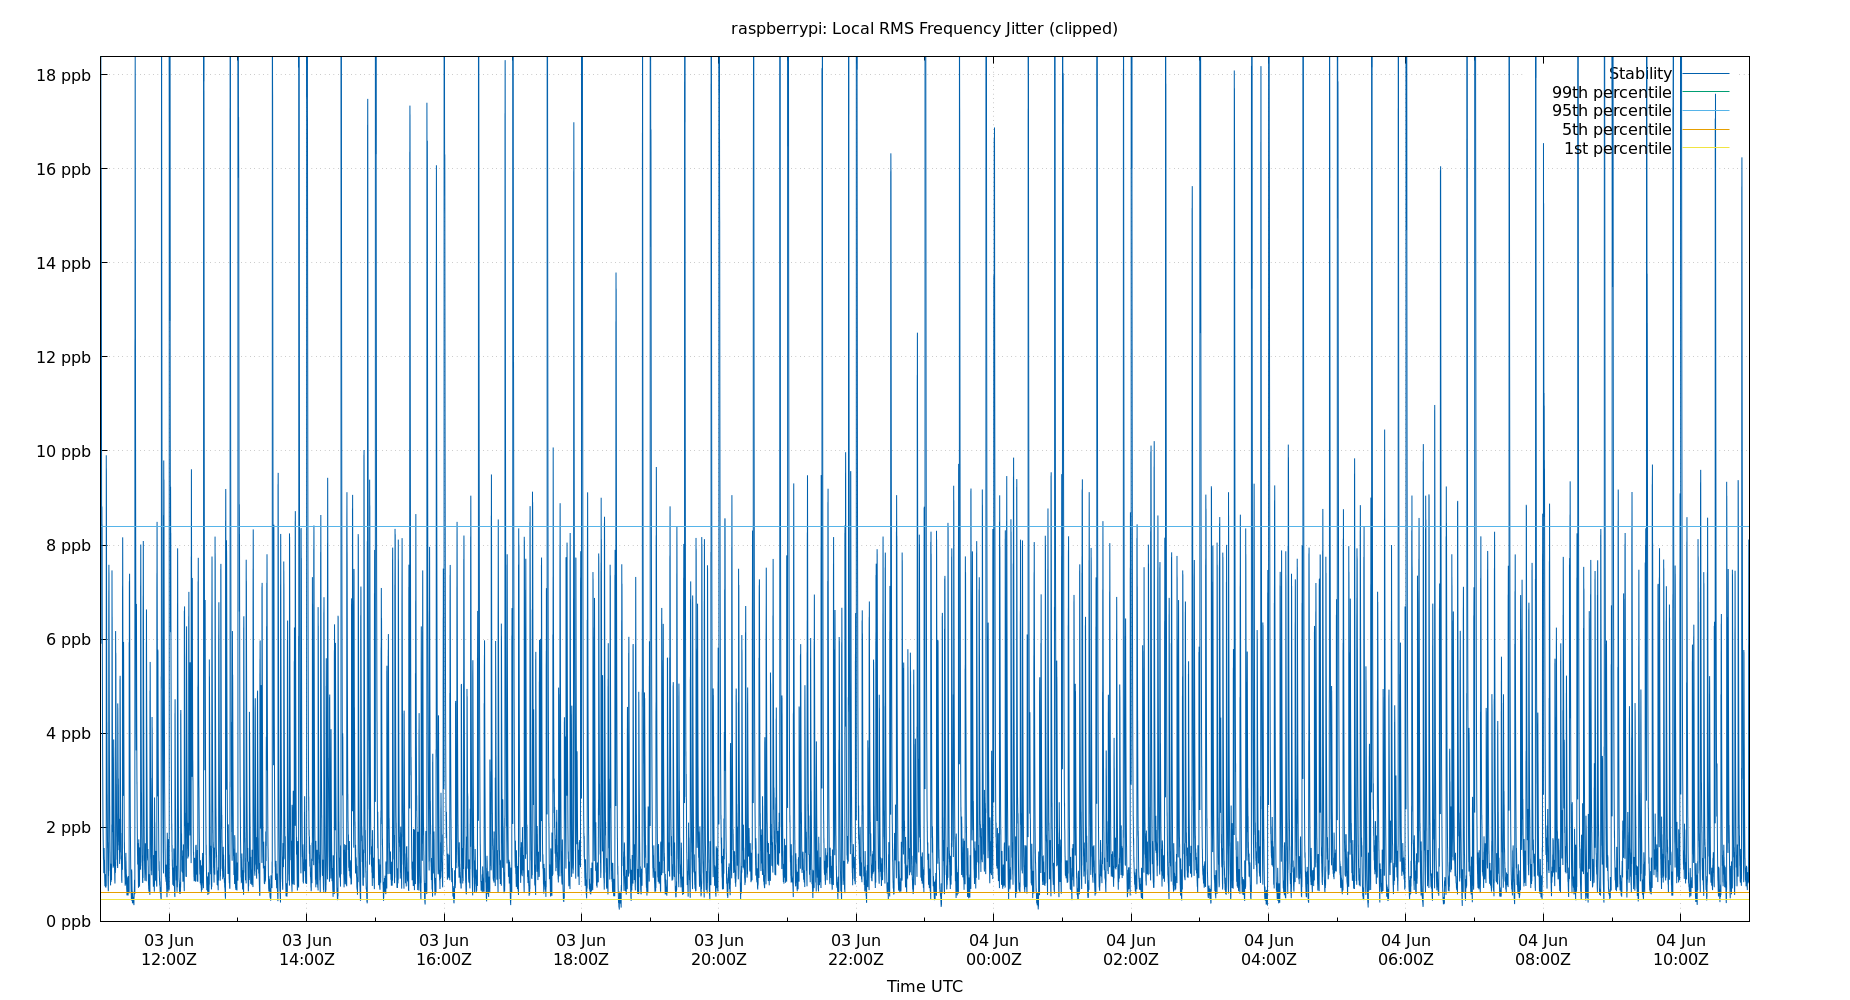 raspberrypi: Local RMS Frequency Jitter (clipped)
18 ppb
16 ppb
14 ppb
12 ppb
10 ppb
8 ppb
6 ppb
4 ppb
2 ppb
0 ppb
Stability
99th percentile
95th percentile
5th percentile
1st percentile
03 Jun 03 Jun 03 Jun 03 Jun 03 Jun 03 Jun 04 Jun 04 Jun 04 Jun 04 Jun 04 Jun 04 Jun
12:00Z 14:00Z 16:00Z 18:00Z 20:00Z 22:00Z 00:00Z 02:00Z 04:00Z 06:00Z 08:00Z 10:00Z
Time UTC